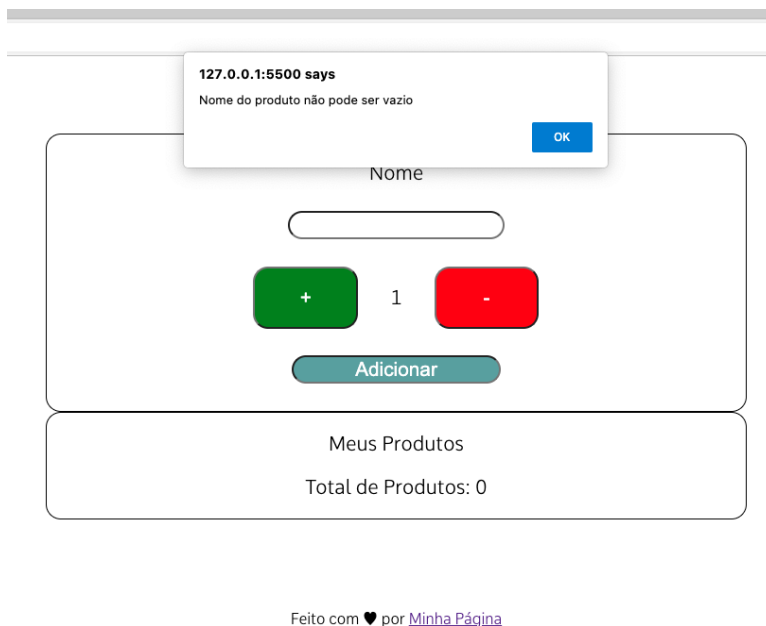 127.0.0.1:5500 says
Nome do produto não pode ser vazio
OK
Nome
+ 1 -
Adicionar
Meus Produtos
Total de Produtos: 0
Feito com ♥ por Minha Página